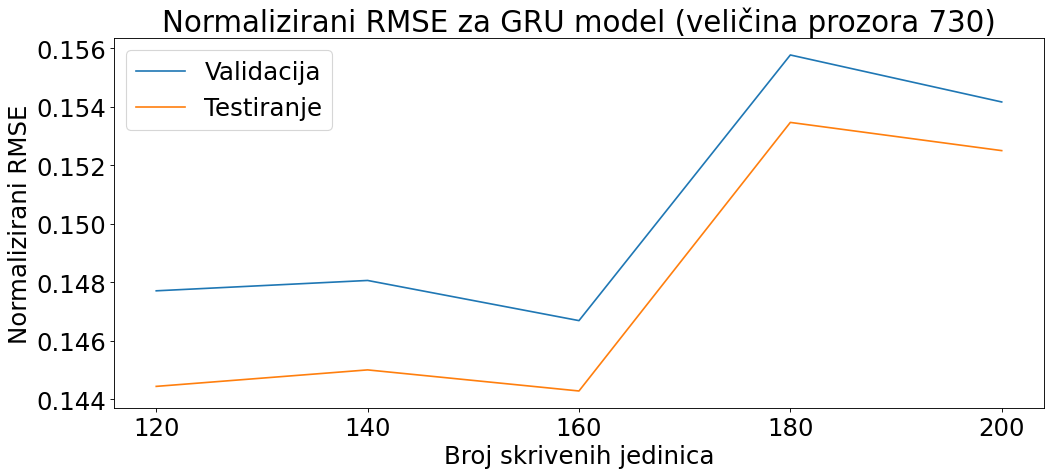 Normalizirani RMSE za GRU model (veličina prozora 730)
Validacija
Testiranje
Normalizirani RMSE
0.156
0.154
0.152
0.150
0.148
0.146
0.144
120 140 160 180 200
Broj skrivenih jedinica